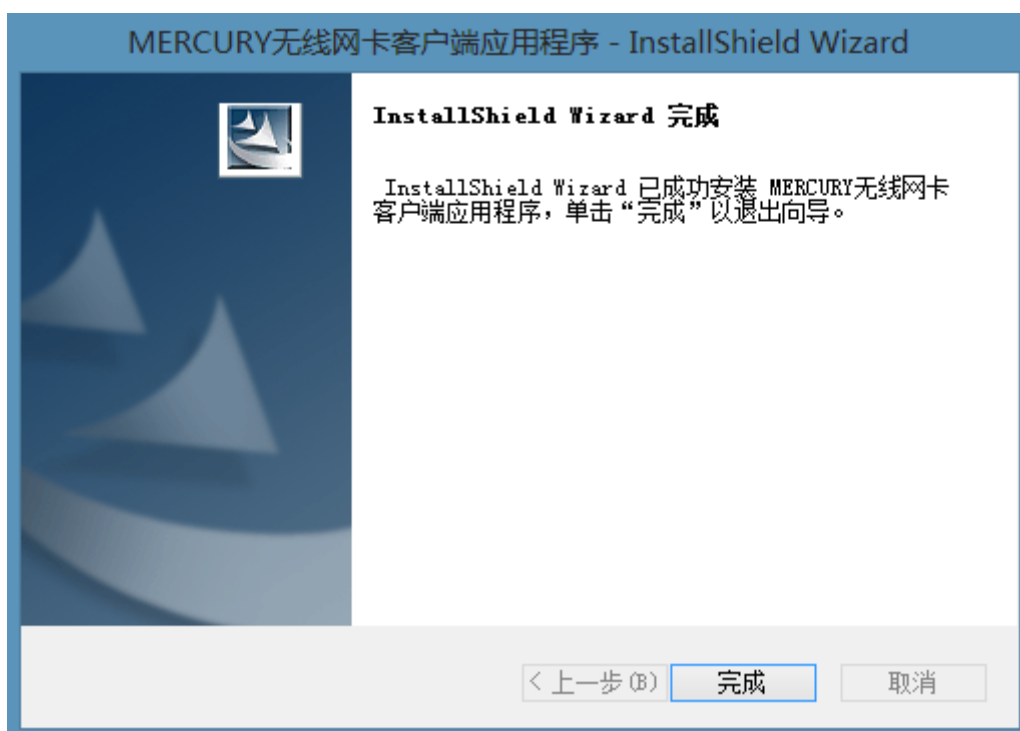 MERCURY无线网卡客户端应用程序 - InstallShield Wizard
InstallShield Wizard 完成
InstallShield Wizard 已成功安装 MERCURY无线网卡
客户端应用程序，单击“完成”以退出向导。
< 上一步(B)
完成
取消